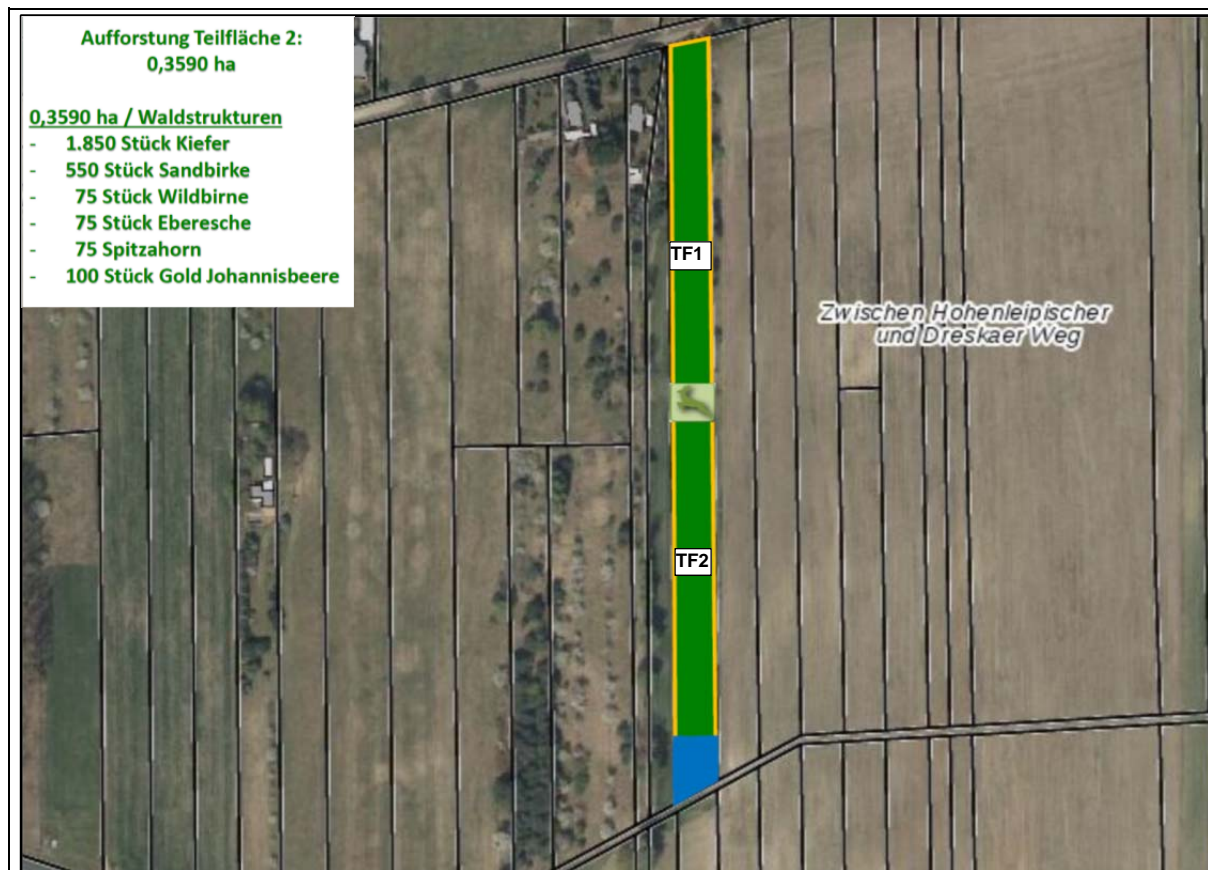 Aufforstung Teilfläche 2:
0,3590 ha
0,3590 ha / Waldstrukturen
- 1.850 Stück Kiefer
- 550 Stück Sandbirke
- 75 Stück Wildbirne
- 75 Stück Eberesche
- 75 Spitzahorn
- 100 Stück Gold Johannisbeere
TF1
Zwischen Hohenleipischer
und Dreskaer Weg
TF2